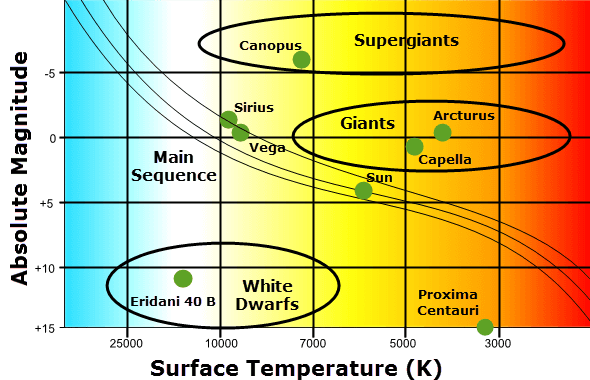 Supergiants
Canopus
-5
Sirius
Arcturus
Giants
0
Vega
Capella
Main
Sequence
Sun
+5
+10
White
Dwarfs
Eridani 40 B
Proxima
Centauri
+15
25000
10000
7000
5000
3000
Absolute Magnitude
Surface Temperature (K)